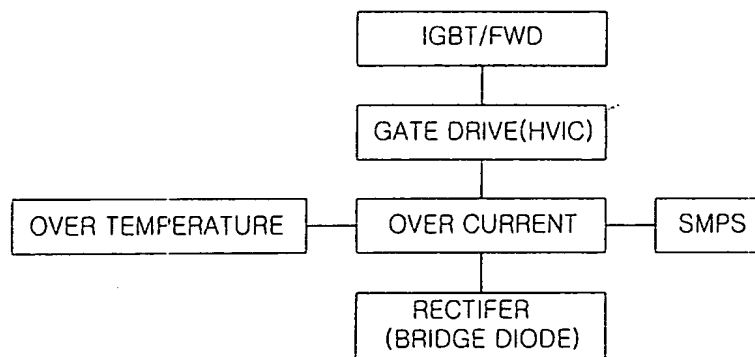 IGBT/FWD
GATE DRIVE(HVIC)
OVER TEMPERATURE
OVER CURRENT
SMPS
RECTIFER
(BRIDGE DIODE)